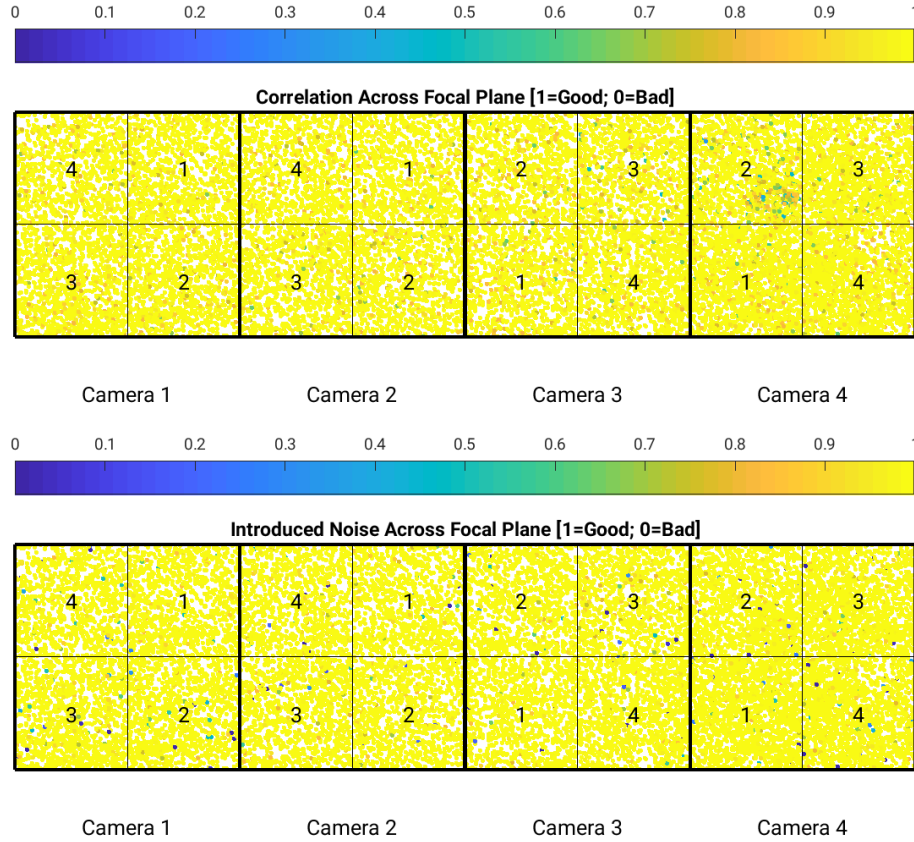 0 0.1 0.2 0.3 0.4 0.5 0.6 0.7 0.8 0.9 1
Correlation Across Focal Plane [1=Good; 0=Bad]
4 1 4 1 2 3 2 3
3 2 3 2 1 4 1 4
Camera 1 Camera 2 Camera 3 Camera 4
0 0.1 0.2 0.3 0.4 0.5 0.6 0.7 0.8 0.9 1
Introduced Noise Across Focal Plane [1=Good; 0=Bad]
4 1 4 1 2 3 2 3
3 2 3 2 1 4 1 4
Camera 1 Camera 2 Camera 3 Camera 4